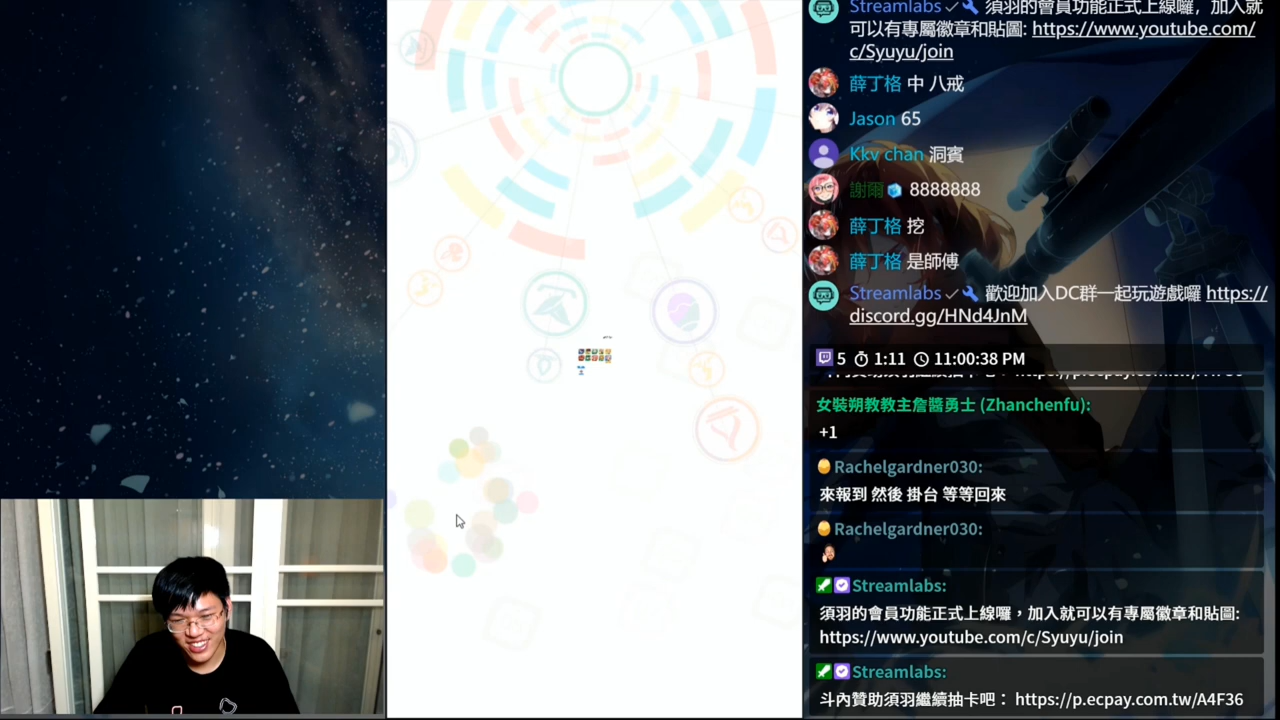 Streamlabs 須羽的會員功能正式上線囉，加入就
可以有專屬徽章和貼圖: https://www.youtube.com/
c/Syuyu/join
薛丁格 中 八戒
Jason 65
Kkv chan 洞賓
謝爾 8888888
薛丁格 挖
薛丁格 是師傅
Streamlabs 歡迎加入DC群一起玩遊戲囉 https://
discord.gg/HNd4JnM
5 1:11 11:00:38 PM
女裝朔教教主詹醬勇士 (Zhanchenfu):
+1
Rachelgardner030:
來報到 然後 掛台 等等回來
Rachelgardner030:
Streamlabs:
須羽的會員功能正式上線囉，加入就可以有專屬徽章和貼圖:
https://www.youtube.com/c/Syuyu/join
Streamlabs:
斗內贊助須羽繼續抽卡吧： https://p.ecpay.com.tw/A4F36